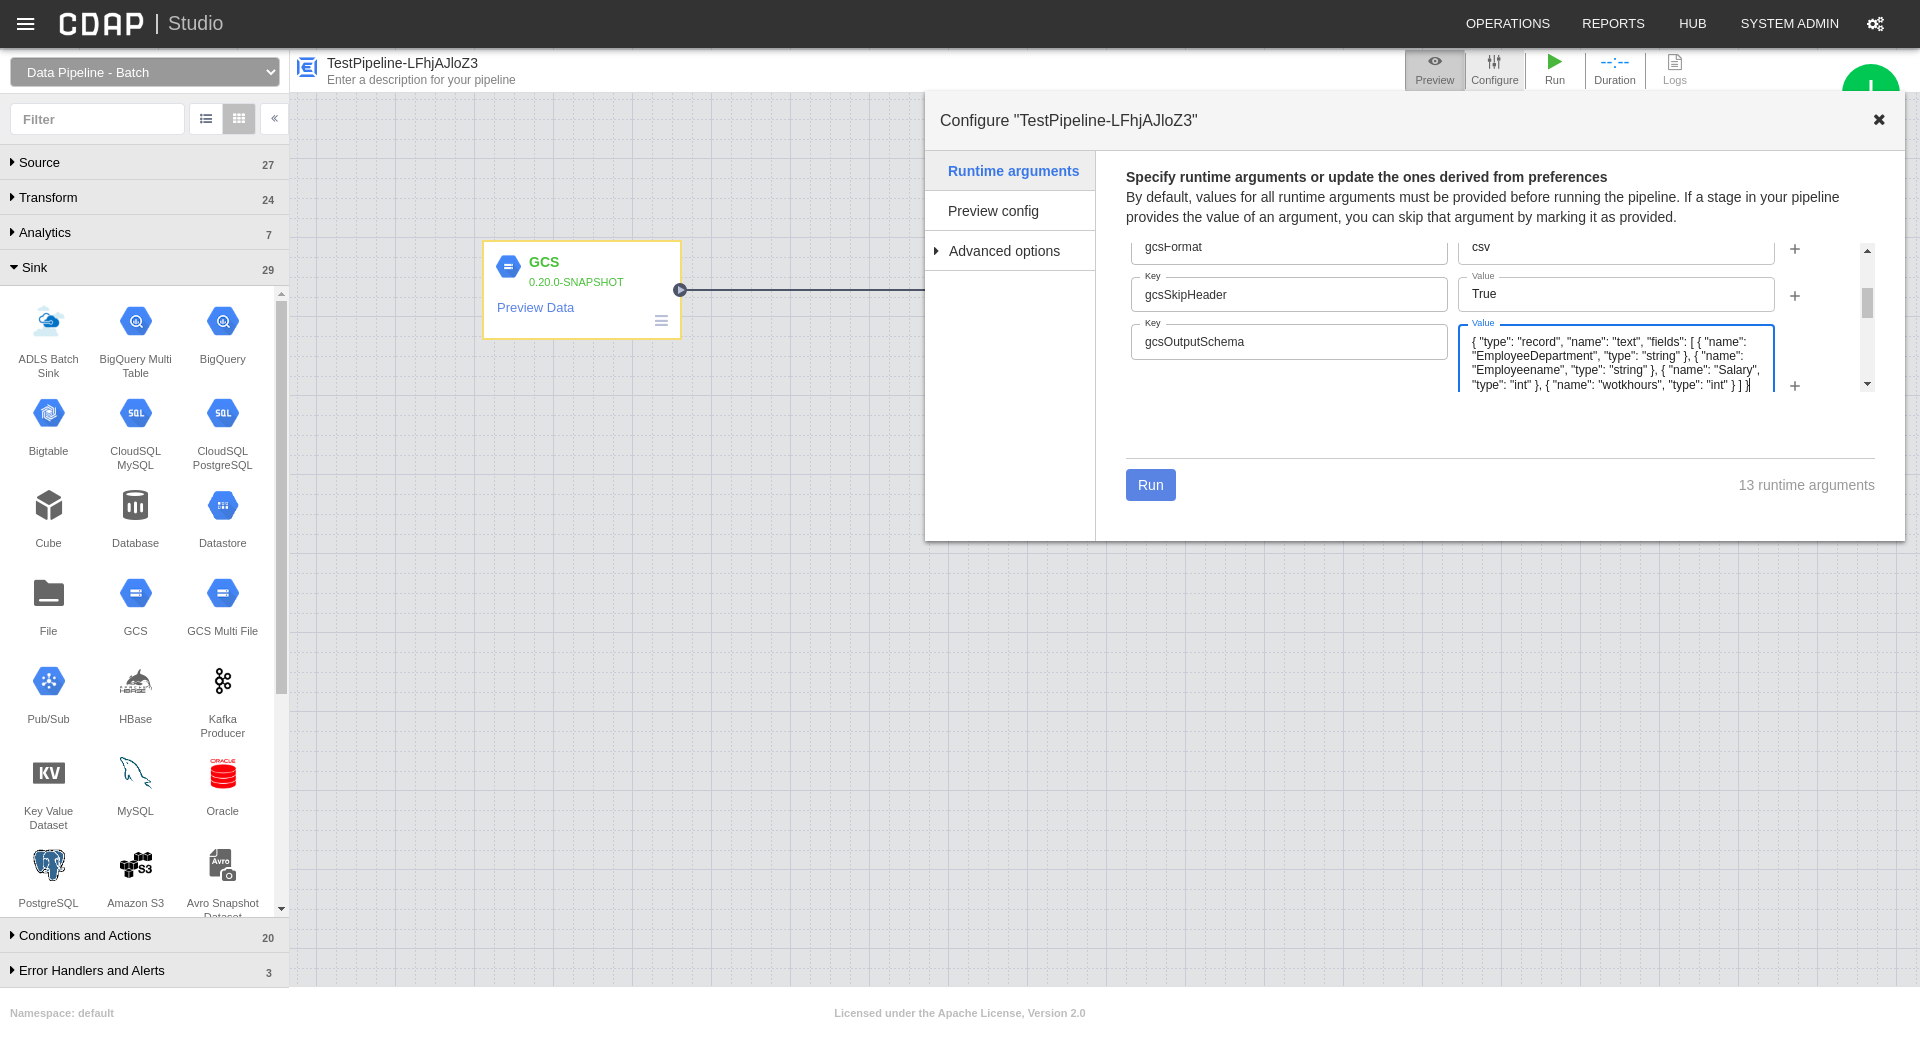 CDAP | Studio
OPERATIONS REPORTS HUB SYSTEM ADMIN
Data Pipeline - Batch
TestPipeline-LFhjAJloZ3
Enter a description for your pipeline
Preview Configure Run Duration Logs
Filter
Source 27
Transform 24
Analytics 7
Sink 29
ADLS Batch
Sink
BigQuery Multi
Table
BigQuery
Bigtable
CloudSQL
MySQL
CloudSQL
PostgreSQL
Cube
Database
Datastore
File
GCS
GCS Multi File
Pub/Sub
HBase
Kafka
Producer
Key Value
Dataset
MySQL
Oracle
PostgreSQL
Amazon S3
Avro Snapshot
Dataset
SQL
SQL
HBASE
KV
ORACLE
S3
Avro
Conditions and Actions 20
Error Handlers and Alerts 3
GCS
0.20.0-SNAPSHOT
Preview Data
Configure "TestPipeline-LFhjAJloZ3"
Runtime arguments
Preview config
Advanced options
Specify runtime arguments or update the ones derived from preferences
By default, values for all runtime arguments must be provided before running the pipeline. If a stage in your pipeline
provides the value of an argument, you can skip that argument by marking it as provided.
gcsFormat csv
Key Value
gcsSkipHeader True
Key Value
gcsOutputSchema
{ "type": "record", "name": "text", "fields": [ { "name":
"EmployeeDepartment", "type": "string" }, { "name":
"Employeename", "type": "string" }, { "name": "Salary",
"type": "int" }, { "name": "wotkhours", "type": "int" } ] }
Run
13 runtime arguments
Namespace: default
Licensed under the Apache License, Version 2.0